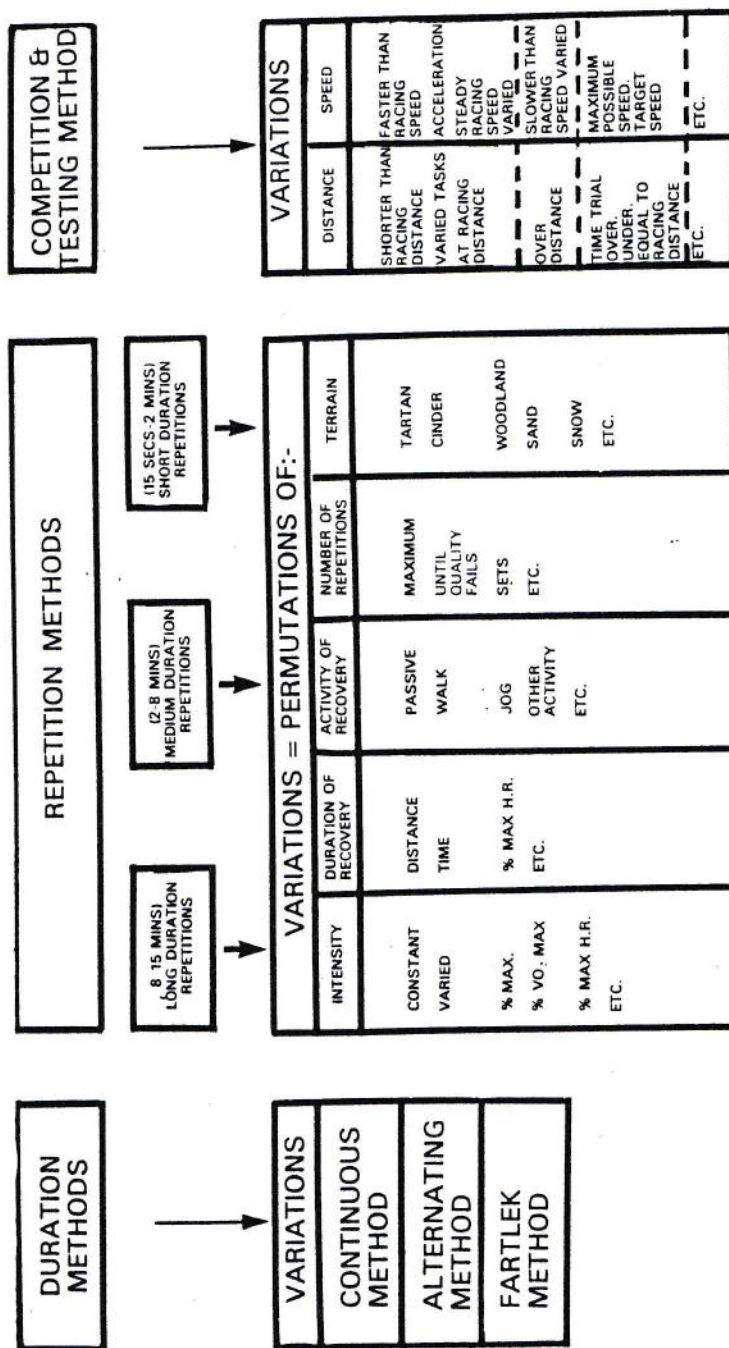 DURATION
METHODS
VARIATIONS
CONTINUOUS
METHOD
ALTERNATING
METHOD
FARTLEK
METHOD
REPETITION METHODS
8 15 MINS)
LONG DURATION
REPETITIONS
(2-8 MINS)
MEDIUM DURATION
REPETITIONS
(15 SECS-2 MINS)
SHORT DURATION
REPETITIONS
VARIATIONS = PERMUTATIONS OF:-
INTENSITY
CONSTANT
VARIED
% MAX.
% VO2 MAX
% MAX H.R.
ETC.
DURATION OF
RECOVERY
DISTANCE
TIME
% MAX H.R.
ETC.
ACTIVITY OF
RECOVERY
PASSIVE
WALK
JOG
OTHER
ACTIVITY
ETC.
NUMBER OF
REPETITIONS
MAXIMUM
UNTIL
QUALITY
FAILS
SETS
ETC.
TERRAIN
TARTAN
CINDER
WOODLAND
SAND
SNOW
ETC.
COMPETITION &
TESTING METHOD
VARIATIONS
DISTANCE
SHORTER THAN
RACING
DISTANCE
VARIED TASKS
AT RACING
DISTANCE
OVER
DISTANCE
TIME TRIAL
OVER.
UNDER.
EQUAL TO
RACING
DISTANCE
ETC.
SPEED
FASTER THAN
RACING
SPEED
ACCELERATION
STEADY
RACING
SPEED
VARIED
SLOWER THAN
RACING
SPEED VARIED
MAXIMUM
POSSIBLE
SPEED.
TARGET
SPEED
ETC.